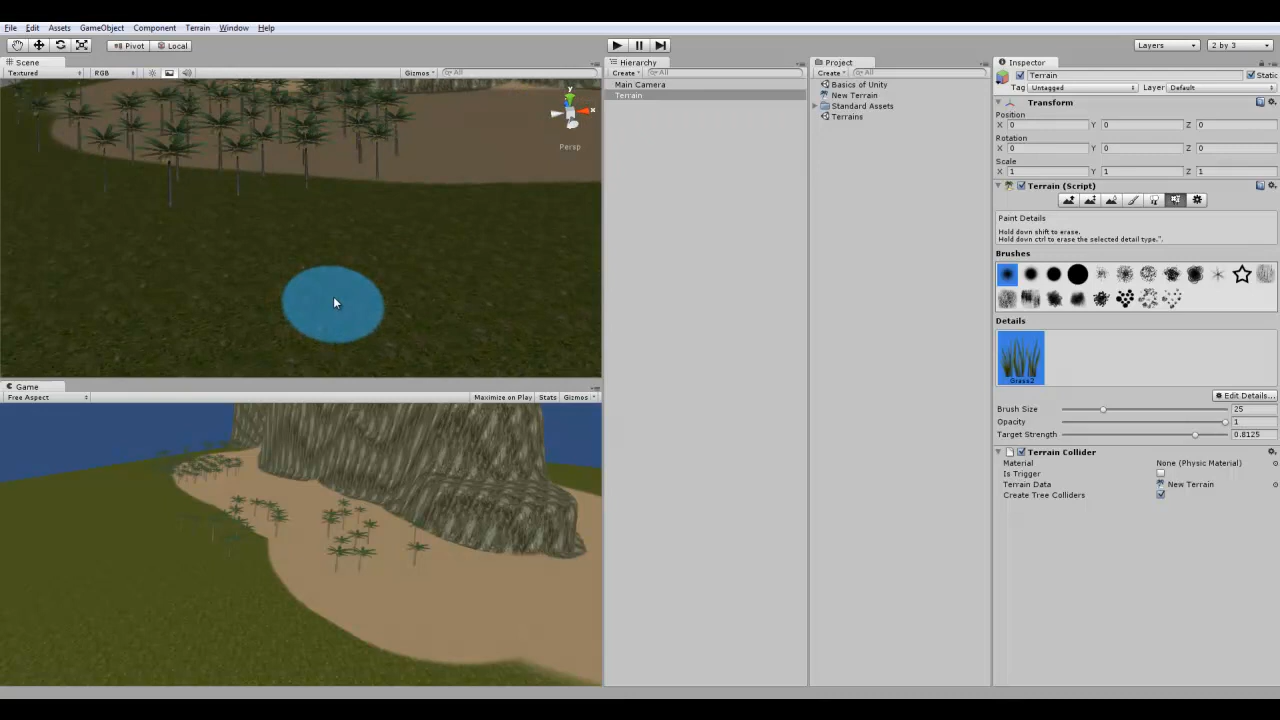 File Edit Assets GameObject Component Terrain Window Help
Pivot Local Layers 2 by 3
Scene Hierarchy Project Inspector
Textured RGB Gizmos All Create All Create All Terrain Static
Main Camera Basics of Unity Tag Untagged Layer Default
Terrain New Terrain
Standard Assets Transform
Terrains Position
X 0 Y 0 Z 0
Persp Rotation
X 0 Y 0 Z 0
Scale
X 1 Y 1 Z 1
Terrain (Script)
Paint Details
Hold down shift to erase.
Hold down ctrl to erase the selected detail type.".
Brushes
Details
Grass2
Game Edit Details...
Free Aspect Maximize on Play Stats Gizmos
Brush Size 25
Opacity 1
Target Strength 0.8125
Terrain Collider
Material None (Physic Material)
Is Trigger
Terrain Data New Terrain
Create Tree Colliders